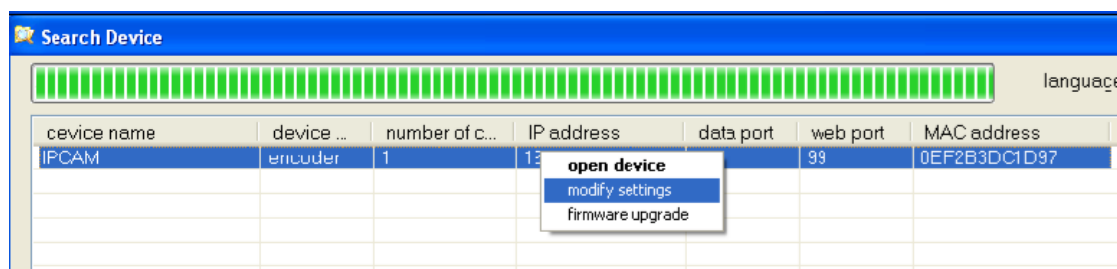 Search Device
language
cevice name device ... number of c... IP address data port web port MAC address
IPCAM encoder 1 99 0EF2B3DC1D97
open device
modify settings
firmware upgrade